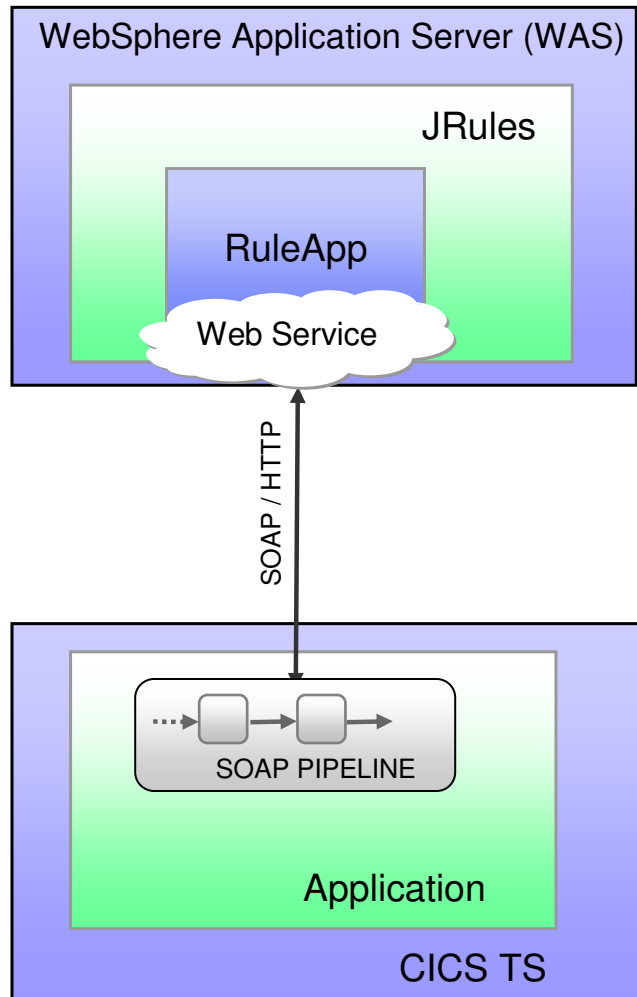 WebSphere Application Server (WAS)
JRules
RuleApp
Web Service
SOAP / HTTP
SOAP PIPELINE
Application
CICS TS